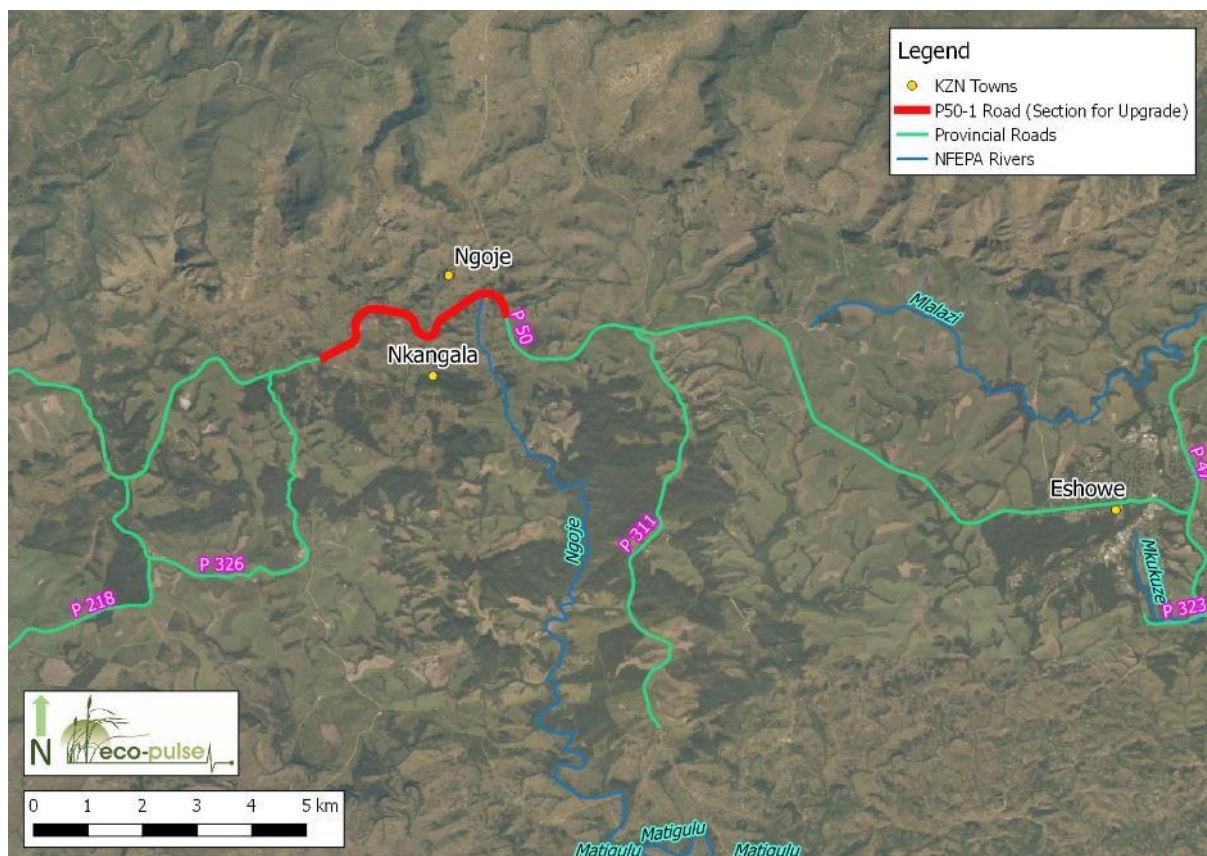 Legend
KZN Towns
P50-1 Road (Section for Upgrade)
Provincial Roads
NFEPA Rivers
Ngoje
Mlalazi
P 50
Nkangala
P 47
Eshowe
Ngoje
P 311
Mkukuze
P 326
P 218
P 323
N
eco-pulse
0 1 2 3 4 5 km
Matigulu
Matigulu
Matigulu